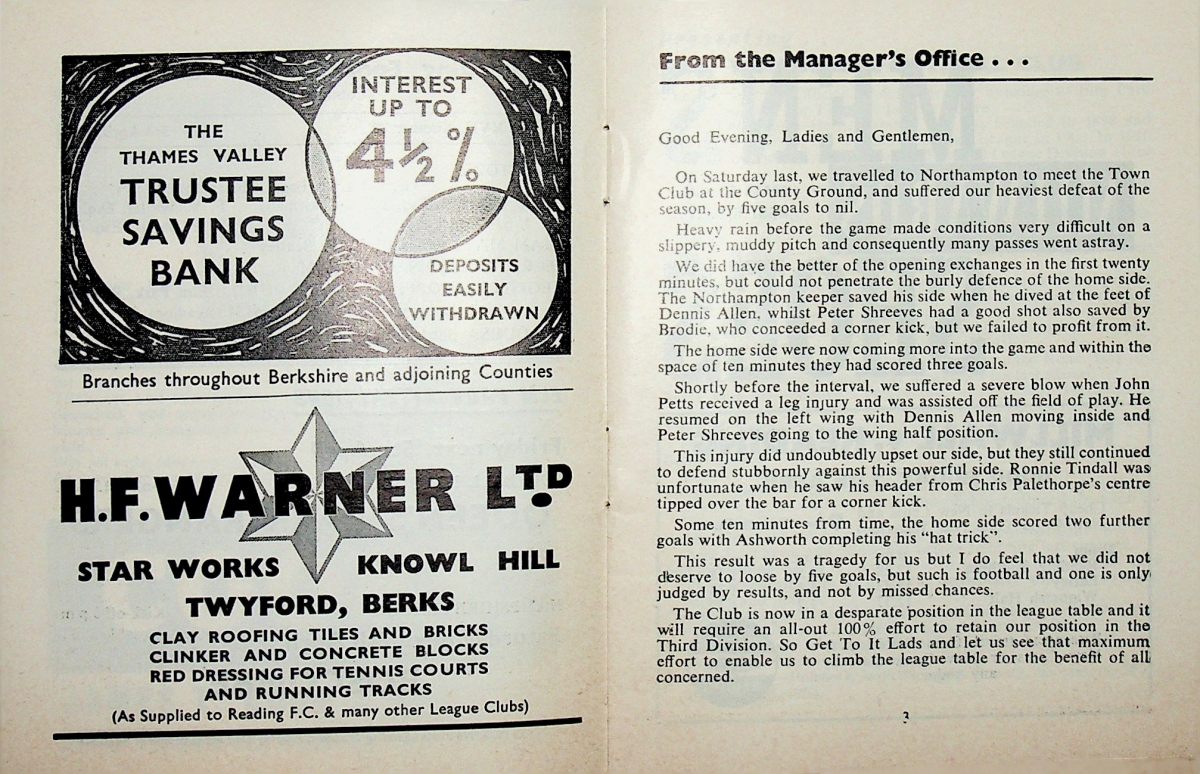 THE
THAMES VALLEY
TRUSTEE
SAVINGS
BANK
INTEREST
UP TO
4½%
DEPOSITS
EASILY
WITHDRAWN
Branches throughout Berkshire and adjoining Counties
H.F. WARNER LTD
STAR WORKS KNOWL HILL
TWYFORD, BERKS
CLAY ROOFING TILES AND BRICKS
CLINKER AND CONCRETE BLOCKS
RED DRESSING FOR TENNIS COURTS
AND RUNNING TRACKS
(As Supplied to Reading F.C. & many other League Clubs)
From the Manager's Office . . .
Good Evening, Ladies and Gentlemen,
On Saturday last, we travelled to Northampton to meet the Town
Club at the County Ground, and suffered our heaviest defeat of the
season, by five goals to nil.
Heavy rain before the game made conditions very difficult on a
slippery, muddy pitch and consequently many passes went astray.
We did have the better of the opening exchanges in the first twenty
minutes, but could not penetrate the burly defence of the home side.
The Northampton keeper saved his side when he dived at the feet of
Dennis Allen, whilst Peter Shreeves had a good shot also saved by
Brodie, who conceeded a corner kick, but we failed to profit from it.
The home side were now coming more into the game and within the
space of ten minutes they had scored three goals.
Shortly before the interval, we suffered a severe blow when John
Petts received a leg injury and was assisted off the field of play. He
resumed on the left wing with Dennis Allen moving inside and
Peter Shreeves going to the wing half position.
This injury did undoubtedly upset our side, but they still continued
to defend stubbornly against this powerful side. Ronnie Tindall was
unfortunate when he saw his header from Chris Palethorpe's centre
tipped over the bar for a corner kick.
Some ten minutes from time, the home side scored two further
goals with Ashworth completing his "hat trick".
This result was a tragedy for us but I do feel that we did not
deserve to loose by five goals, but such is football and one is only
judged by results, and not by missed chances.
The Club is now in a desparate position in the league table and it
will require an all-out 100% effort to retain our position in the
Third Division. So Get To It Lads and let us see that maximum
effort to enable us to climb the league table for the benefit of all
concerned.
3